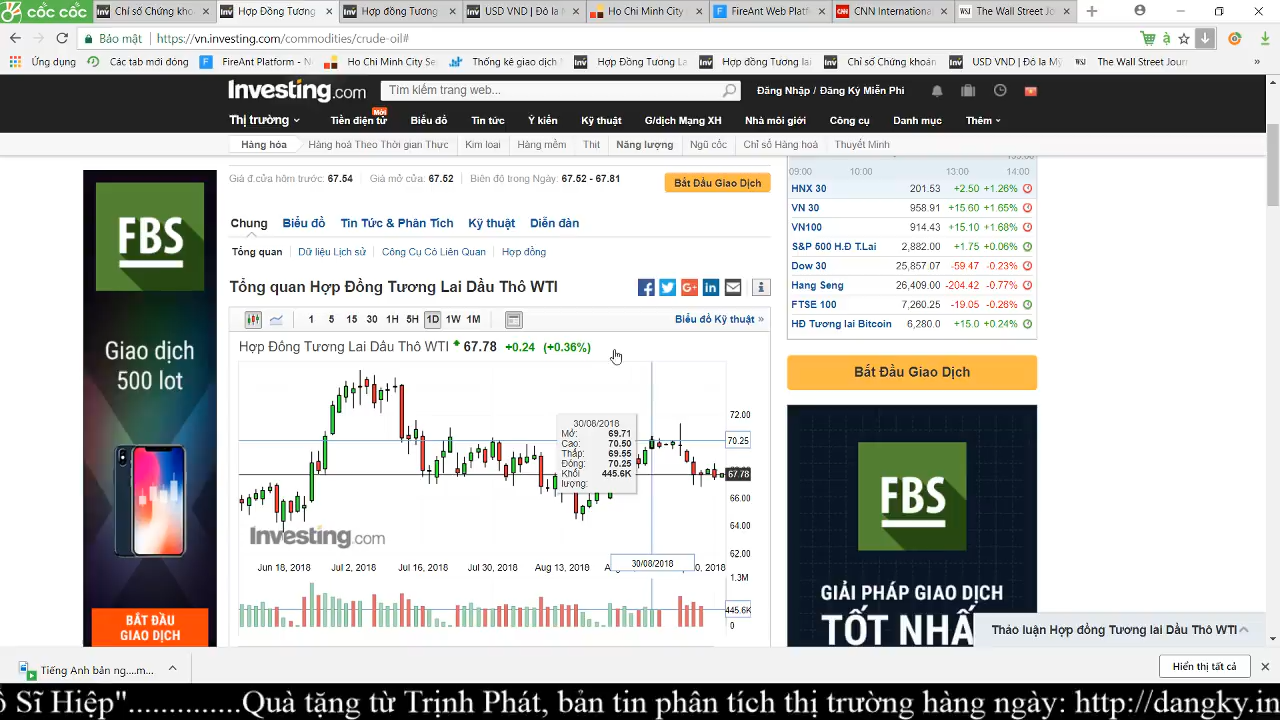 cốc cốc
Chỉ số Chứng kho
Hợp Đồng Tương
Hợp đồng Tương
USD VND | Đô la M
Ho Chi Minh City
FireAnt Web -
CNN Internationa
The Wall Street Jo
Bảo mật
https://vn.investing.com/commodities/crude-oil#
Ứng dụng
Các tab mới đóng
FireAnt Platform - N
Ho Chi Minh City Se
Thống kê giao dịch
Hợp Đồng Tương La
Hợp đồng Tương lai
Chỉ số Chứng khoán
USD VND | Đo la Mỹ
The Wall Street Journ
»
Investing.com
Tìm kiếm trang web...
Đăng Nhập / Đăng Ký Miễn Phí
Mới
Thị trường
Tiền điện tử
Biểu đồ
Tin tức
Ý kiến
Kỹ thuật
G/dịch Mạng XH
Nhà môi giới
Công cụ
Danh mục
Thêm
Hàng hóa
Hàng hoá Theo Thời gian Thực
Kim loại
Hàng mềm
Thịt
Năng lượng
Ngũ cốc
Chỉ số Hàng hoá
Thuyết Minh
Giá đ.cửa hôm trước: 67.54
Giá mở cửa: 67.52
Biên độ trong Ngày: 67.52 - 67.81
Bắt Đầu Giao Dịch
Chung
Biểu đồ
Tin Tức & Phân Tích
Kỹ thuật
Diễn đàn
Tổng quan
Dữ liệu Lịch sử
Công Cụ Có Liên Quan
Hợp đồng
Tổng quan Hợp Đồng Tương Lai Dầu Thô WTI
1 5 15 30 1H 5H 1D 1W 1M
Biểu đồ Kỹ thuật »
Hợp Đồng Tương Lai Dầu Thô WTI 67.78 +0.24 (+0.36%)
30/08/2018
Mở: 69.71
Cao: 70.50
Thấp: 69.55
Đóng: 70.25
Khối 445.6K
lượng:
72.00
70.25
67.78
66.00
64.00
62.00
Investing.com
Jun 18, 2018
Jul 2, 2018
Jul 16, 2018
Jul 30, 2018
Aug 13, 2018
30/08/2018
0, 2018
1.3M
445.6K
0
09:00 10:00 13:00 14:00
HNX 30 201.53 +2.50 +1.26%
VN 30 958.91 +15.60 +1.65%
VN100 914.43 +15.10 +1.68%
S&P 500 H.Đ T.Lai 2,882.00 +1.75 +0.06%
Dow 30 25,857.07 -59.47 -0.23%
Hang Seng 26,409.00 -204.42 -0.77%
FTSE 100 7,260.25 -19.05 -0.26%
HĐ Tương lai Bitcoin 6,280.0 +15.0 +0.24%
Bắt Đầu Giao Dịch
FBS
Giao dịch
500 lot
BẮT ĐẦU
GIAO DỊCH
FBS
GIẢI PHÁP GIAO DỊCH
TỐT NHẤ
Thảo luận Hợp đồng Tương lai Dầu Thô WTI
Tiếng Anh bản ng....m...
Hiển thị tất cả
ồ Sĩ Hiệp"..............Quà tặng từ Trịnh Phát, bản tin phân tích thị trường hàng ngày: http://dangky.in